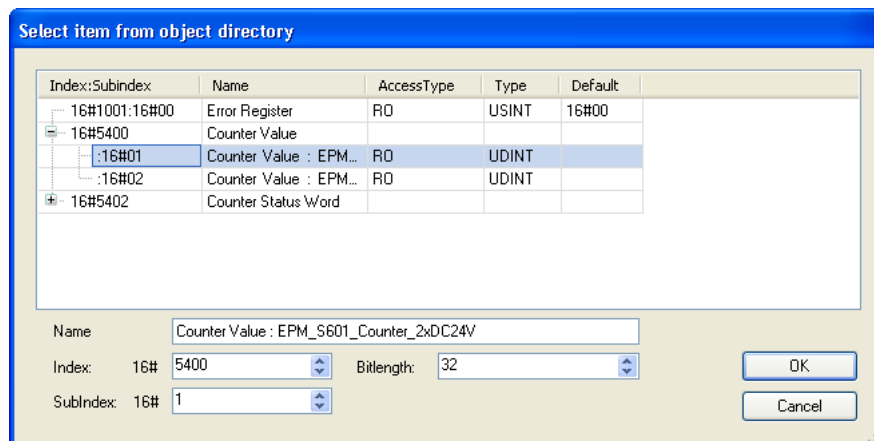 Select item from object directory
Index:Subindex Name AccessType Type Default
16#1001:16#00 Error Register RO USINT 16#00
16#5400 Counter Value
:16#01 Counter Value : EPM... RO UDINT
:16#02 Counter Value : EPM... RO UDINT
16#5402 Counter Status Word
Name Counter Value : EPM_S601_Counter_2xDC24V
Index: 16# 5400 Bitlength: 32 OK
SubIndex: 16# 1 Cancel